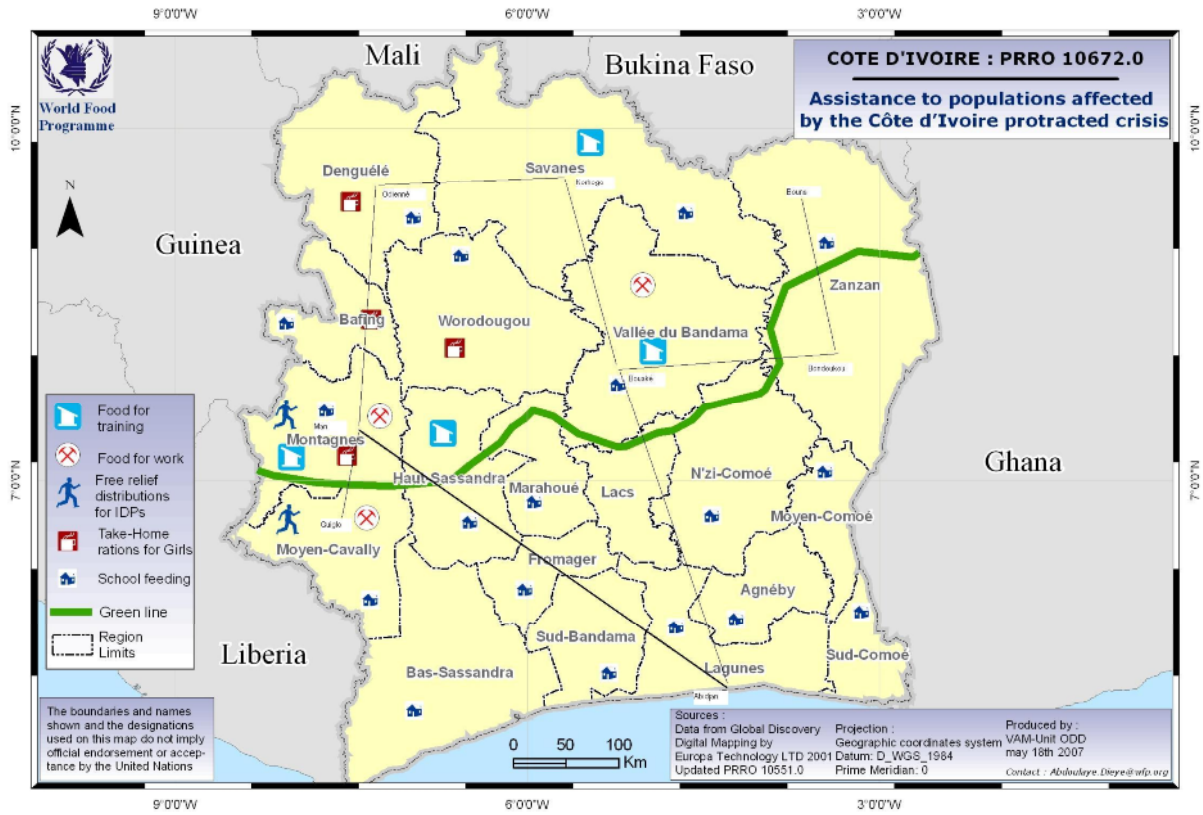 9°0'0"W
6°0'0"W
3°0'0"W
Mali
Bukina Faso
World Food
Programme
COTE D'IVOIRE : PRRO 10672.0
Assistance to populations affected
by the Côte d'Ivoire protracted crisis
10°0'0"N
10°0'0"N
N
Denguélé
Savanes
Odienné
Korhogo
Bouna
Guinea
Zanzan
Bafing
Worodougou
Vallée du Bandama
Bouake
Bondoukou
Man
Montagnes
Food for
training
Food for work
Free relief
distributions
for IDPs
Take-Home
rations for Girls
School feeding
Green line
Region
Limits
7°0'0"N
7°0'0"N
Haut-Sassandra
Marahoué
Lacs
N'zi-Comoé
Moyen-Comoé
Ghana
Guiglo
Moyen-Cavally
Fromager
Agnéby
Sud-Bandama
Liberia
Bas-Sassandra
Lagunes
Sud-Comoé
Abidjan
The boundaries and names
shown and the designations
used on this map do not imply
official endorsement or accep-
tance by the United Nations
0 50 100
Km
Sources :
Data from Global Discovery
Digital Mapping by
Europa Technology LTD 2001
Updated PRRO 10551.0
Projection :
Geographic coordinates system
Datum: D_WGS_1984
Prime Meridian: 0
Produced by :
VAM-Unit ODD
may 18th 2007
Contact : Abdoulaye.Dieye@wfp.org
9°0'0"W
6°0'0"W
3°0'0"W